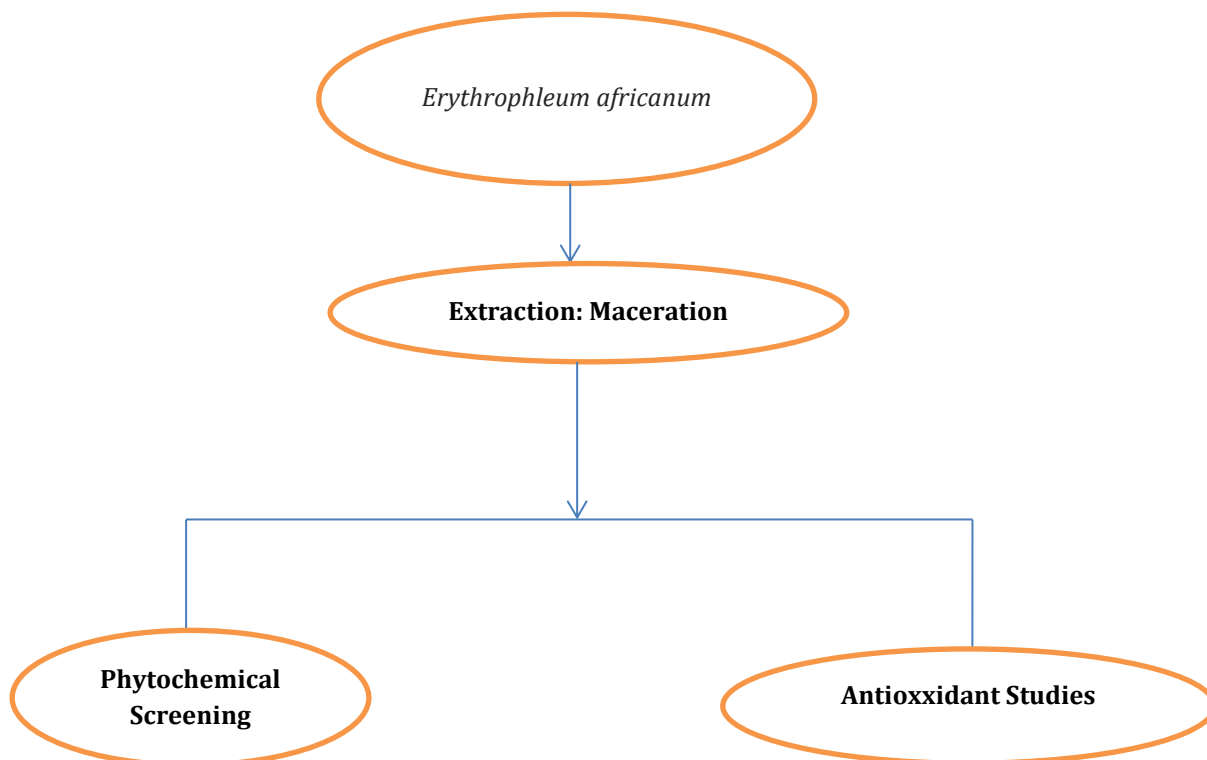 Erythrophleum africanum
Extraction: Maceration
Phytochemical
Screening
Antioxxidant Studies